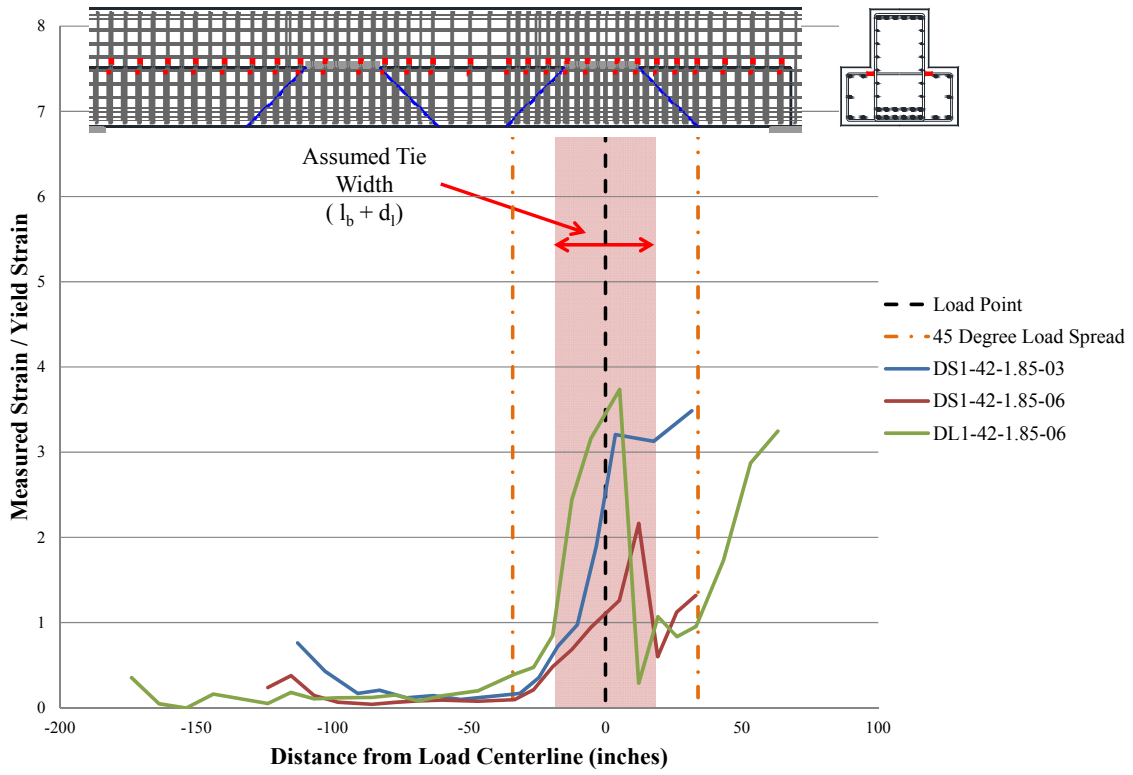 8
7
6
5
4
3
2
1
0
Measured Strain / Yield Strain
Assumed Tie
Width
( l_b + d_l)
Load Point
45 Degree Load Spread
DS1-42-1.85-03
DS1-42-1.85-06
DL1-42-1.85-06
-200 -150 -100 -50 0 50 100
Distance from Load Centerline (inches)